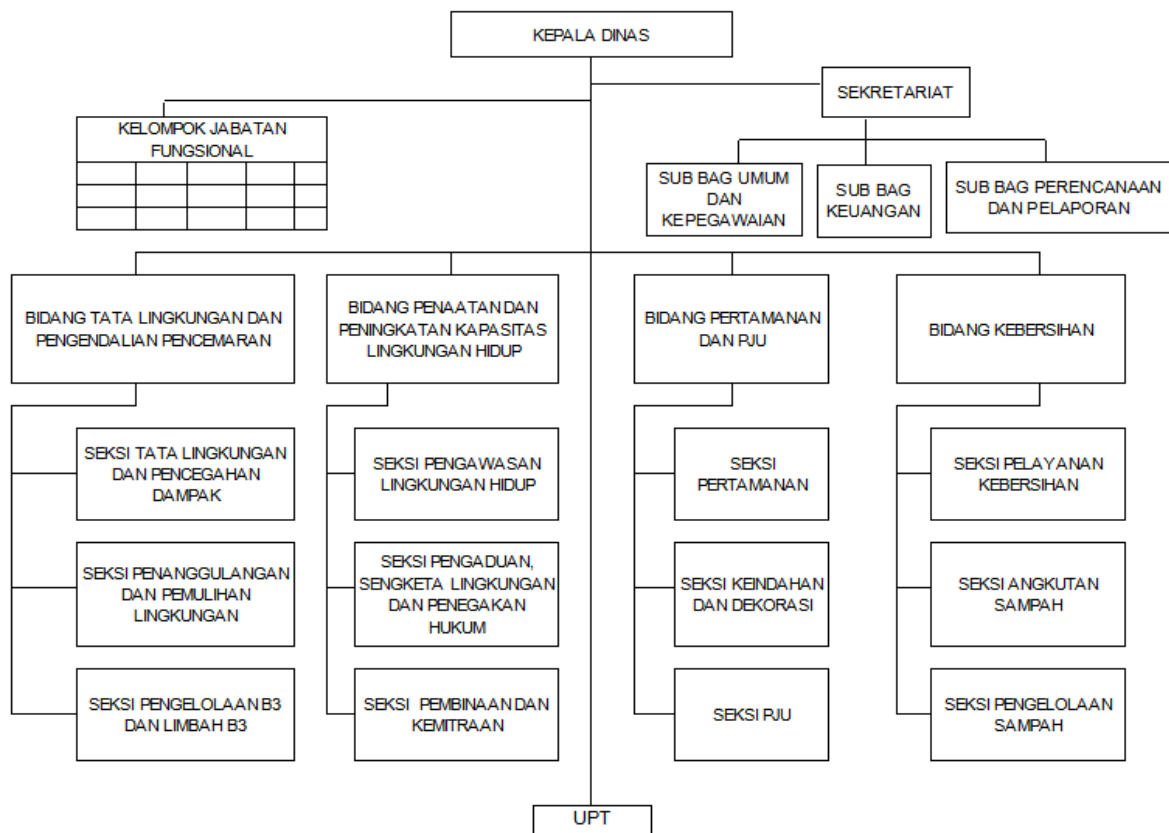 KEPALA DINAS
SEKRETARIAT
KELOMPOK JABATAN
FUNGSIONAL
SUB BAG UMUM
DAN
KEPEGAWAIAN
SUB BAG
KEUANGAN
SUB BAG PERENCANAAN
DAN PELAPORAN
BIDANG TATA LINGKUNGAN DAN
PENGENDALIAN PENCEMARAN
BIDANG PENAATAN DAN
PENINGKATAN KAPASITAS
LINGKUNGAN HIDUP
BIDANG PERTAMANAN
DAN PJU
BIDANG KEBERSIHAN
SEKSI TATA LINGKUNGAN
DAN PENCEGAHAN
DAMPAK
SEKSI PENGAWASAN
LINGKUNGAN HIDUP
SEKSI
PERTAMANAN
SEKSI PELAYANAN
KEBERSIHAN
SEKSI PENANGGULANGAN
DAN PEMULIHAN
LINGKUNGAN
SEKSI PENGADUAN,
SENGKETA LINGKUNGAN
DAN PENEGAKAN
HUKUM
SEKSI KEINDAHAN
DAN DEKORASI
SEKSI ANGKUTAN
SAMPAH
SEKSI PENGELOLAAN B3
DAN LIMBAH B3
SEKSI PEMBINAAN DAN
KEMITRAAN
SEKSI PJU
SEKSI PENGELOLAAN
SAMPAH
UPT